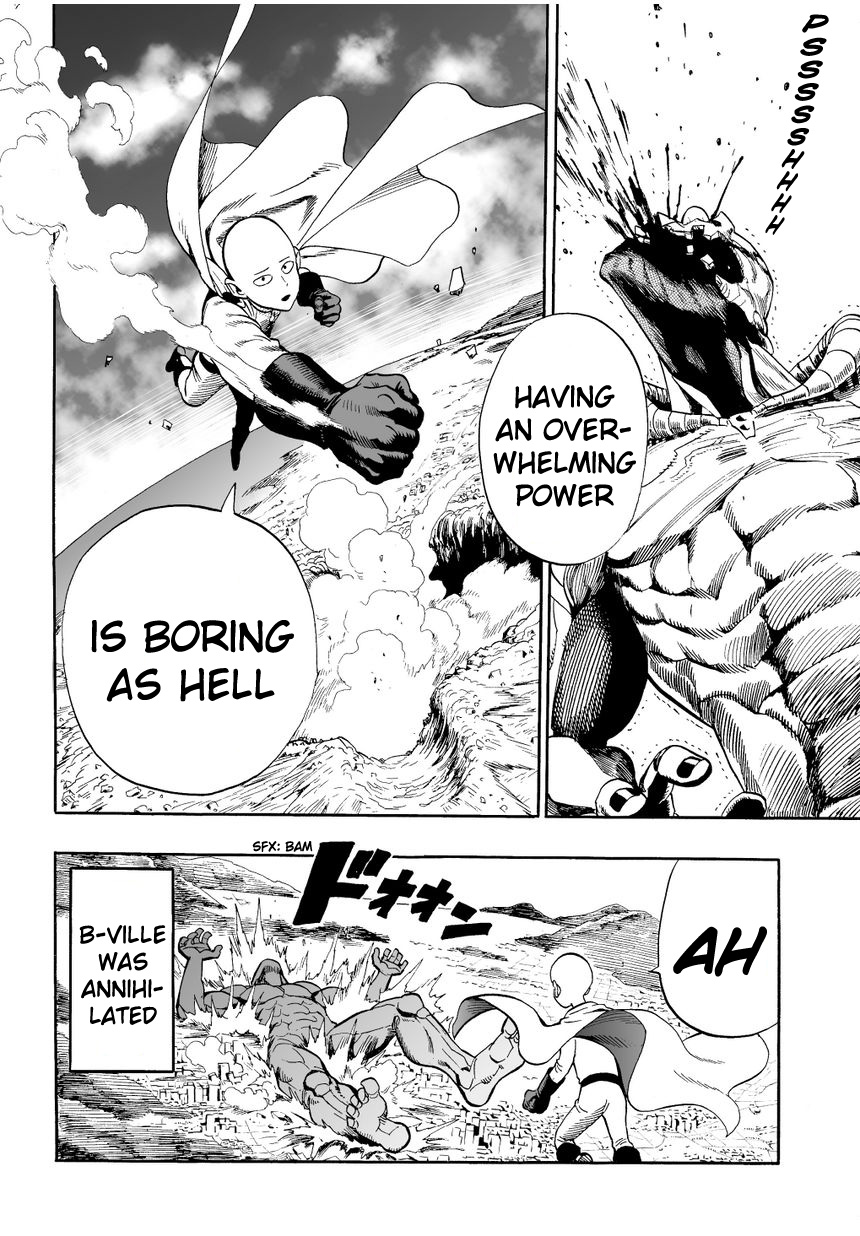 PSSSSSHHHH
HAVING
AN OVER-
WHELMING
POWER
IS BORING
AS HELL
AH
SFX: BAM
ドオオン
B-VILLE
WAS
ANNIHI-
LATED